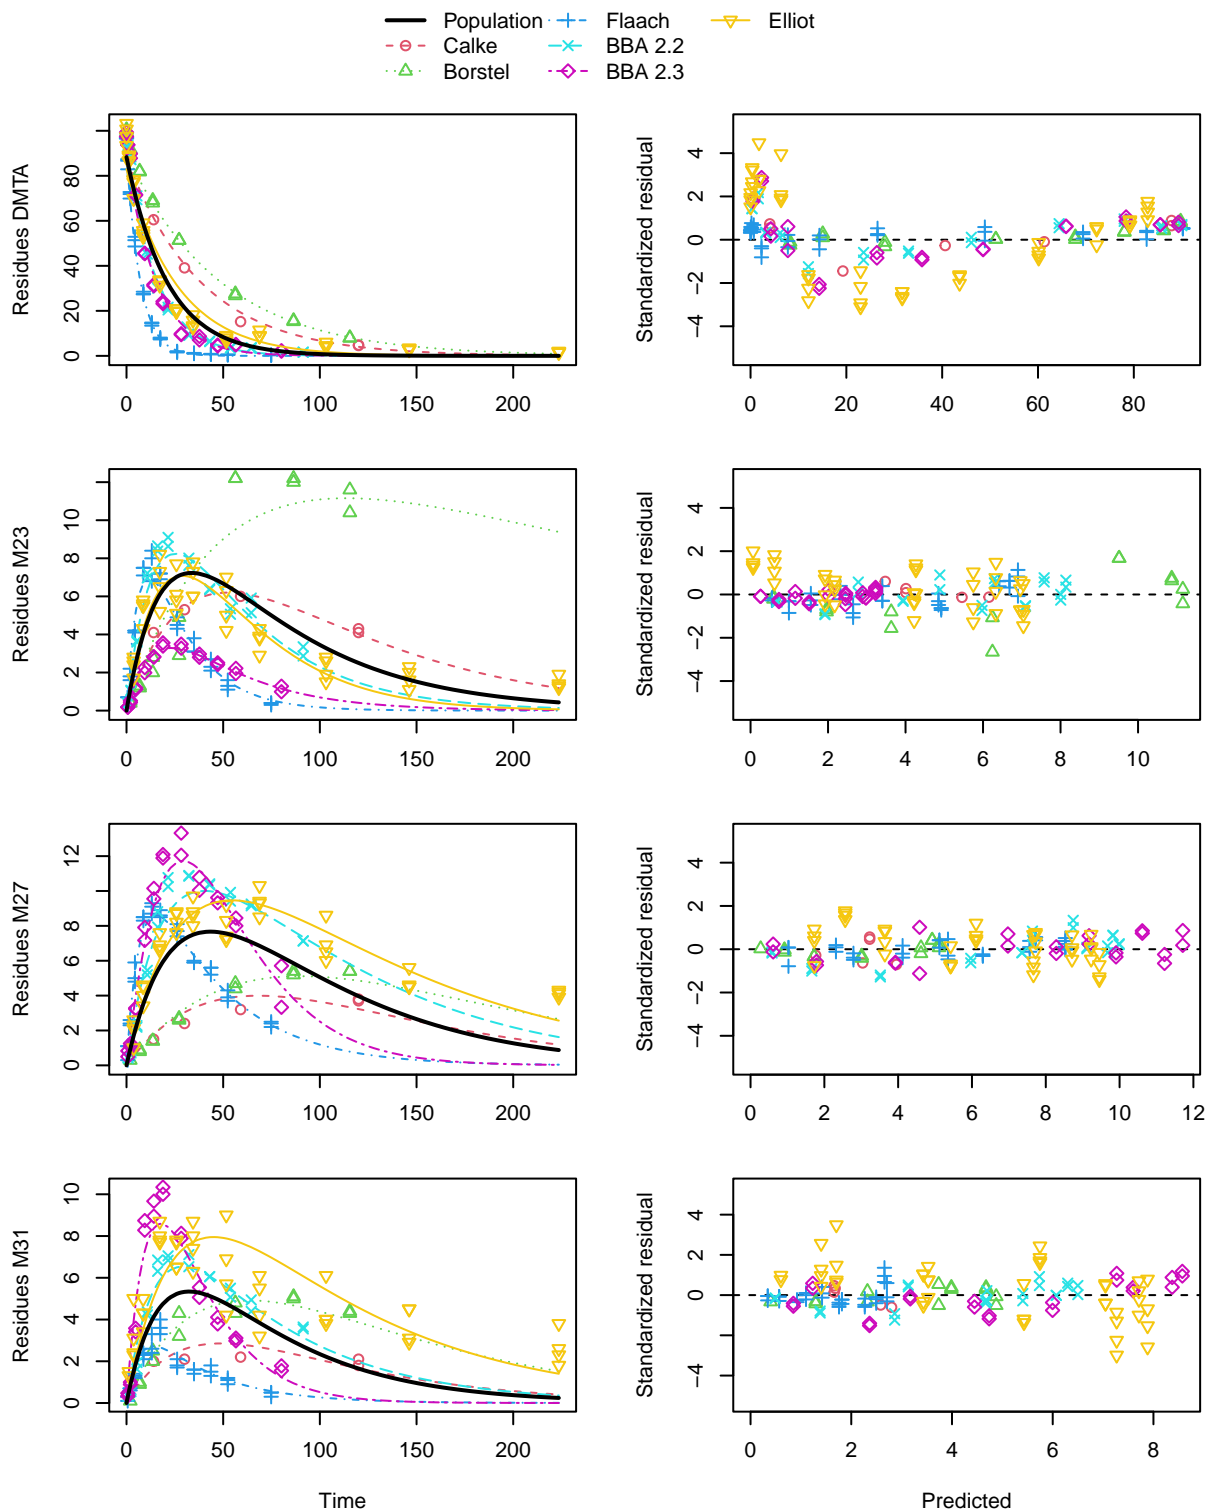 Population Flaach Elliot
Calke BBA 2.2
Borstel BBA 2.3
Residues DMTA
0 20 40 60 80
0 50 100 150 200
Standardized residual
−4 −2 0 2 4
0 20 40 60 80
Residues M23
0 2 4 6 8 10
0 50 100 150 200
Standardized residual
−4 −2 0 2 4
0 2 4 6 8 10
Residues M27
0 2 4 6 8 12
0 50 100 150 200
Standardized residual
−4 −2 0 2 4
0 2 4 6 8 10 12
Residues M31
0 2 4 6 8 10
0 50 100 150 200
Standardized residual
−4 −2 0 2 4
0 2 4 6 8
Time
Predicted